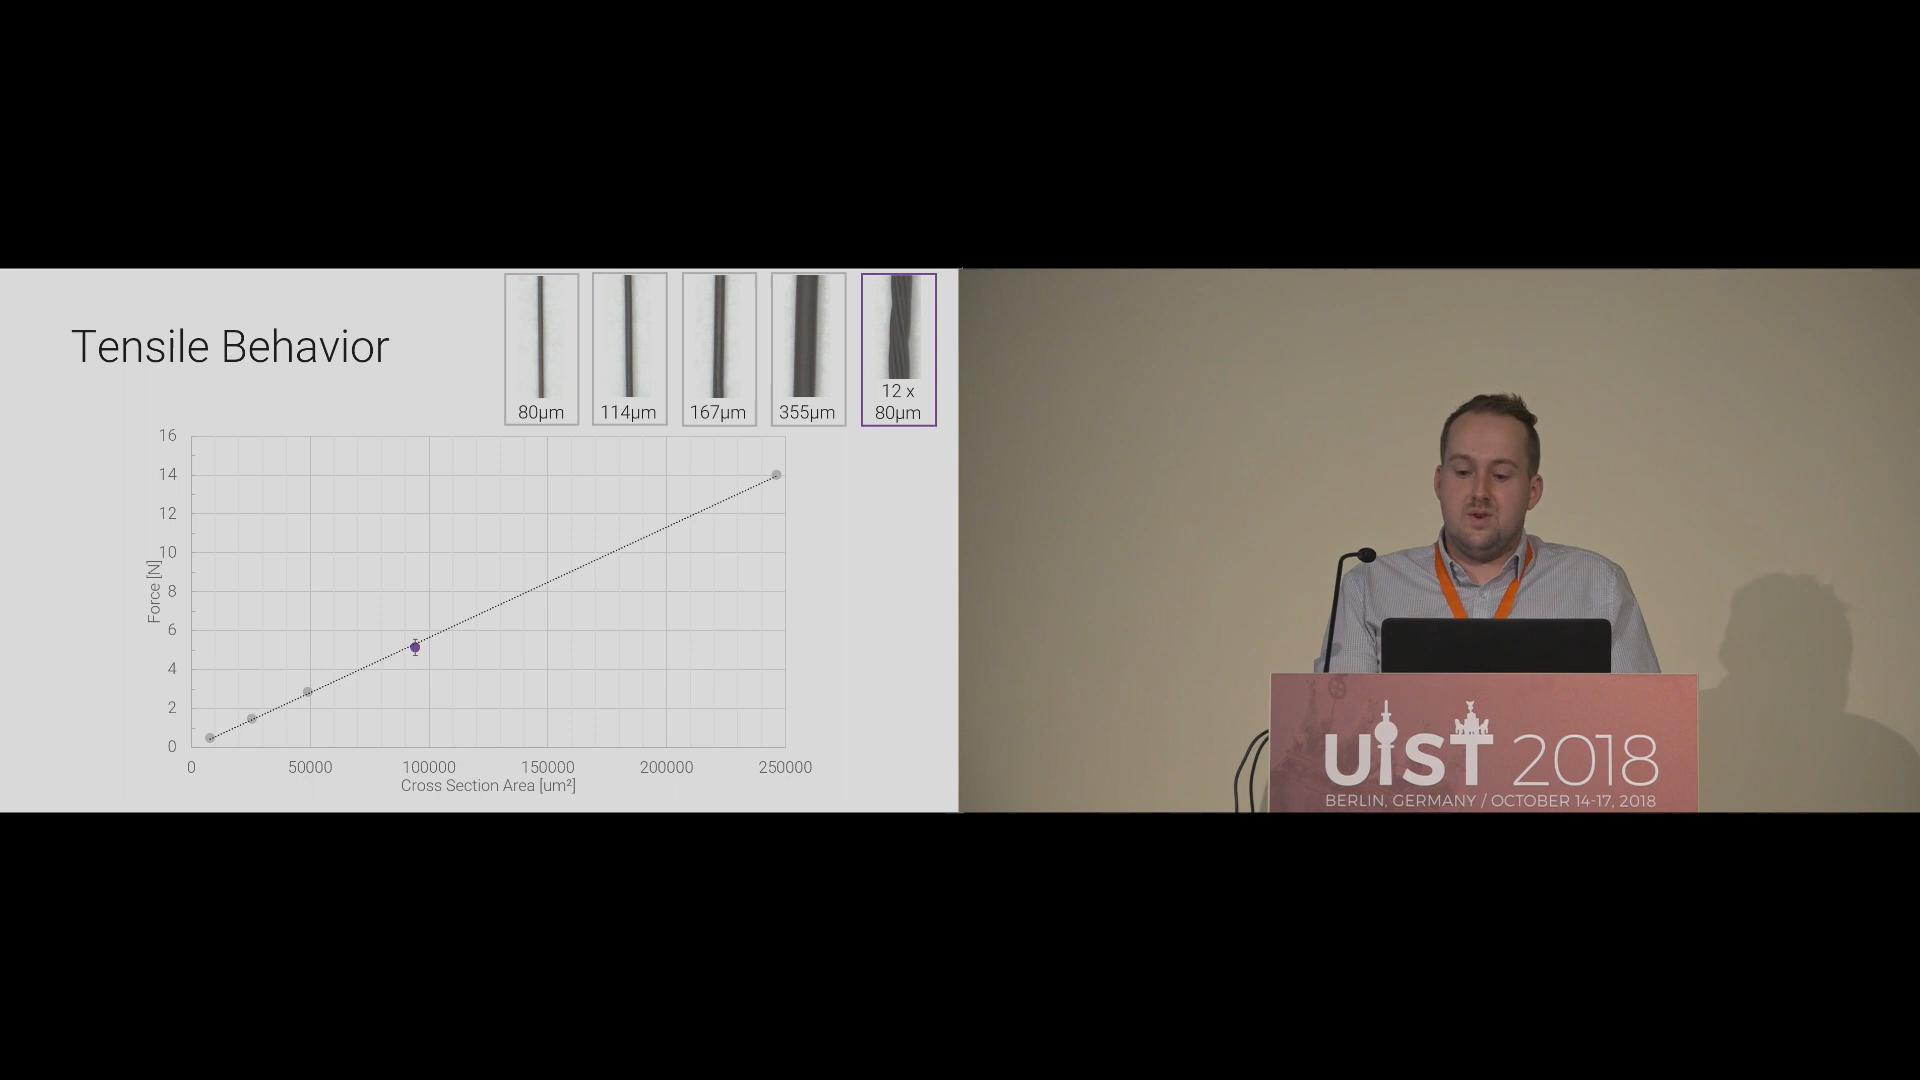 Tensile Behavior
80µm
114µm
167µm
355µm
12 x
80µm
16
14
12
10
8
6
4
2
0
Force [N]
0
50000
100000
150000
200000
250000
Cross Section Area [um²]
UIST 2018
BERLIN, GERMANY / OCTOBER 14-17, 2018